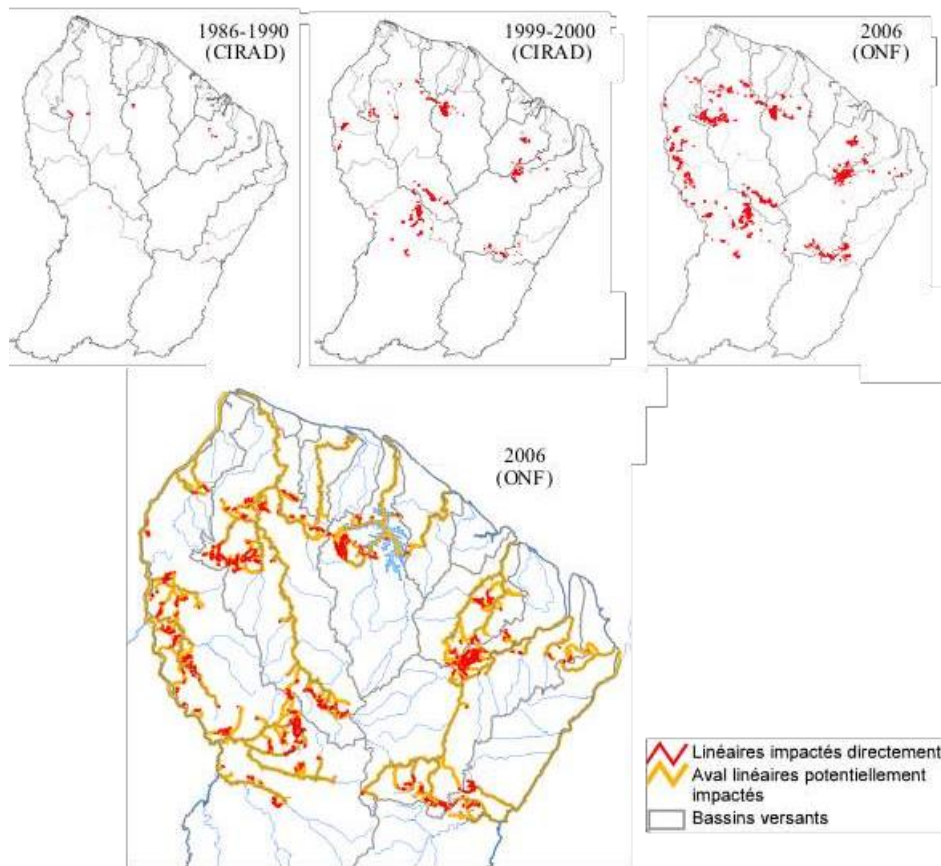 1986-1990
(CIRAD)
1999-2000
(CIRAD)
2006
(ONF)
2006
(ONF)
Linéaires impactés directement
Aval linéaires potentiellement
impactés
Bassins versants